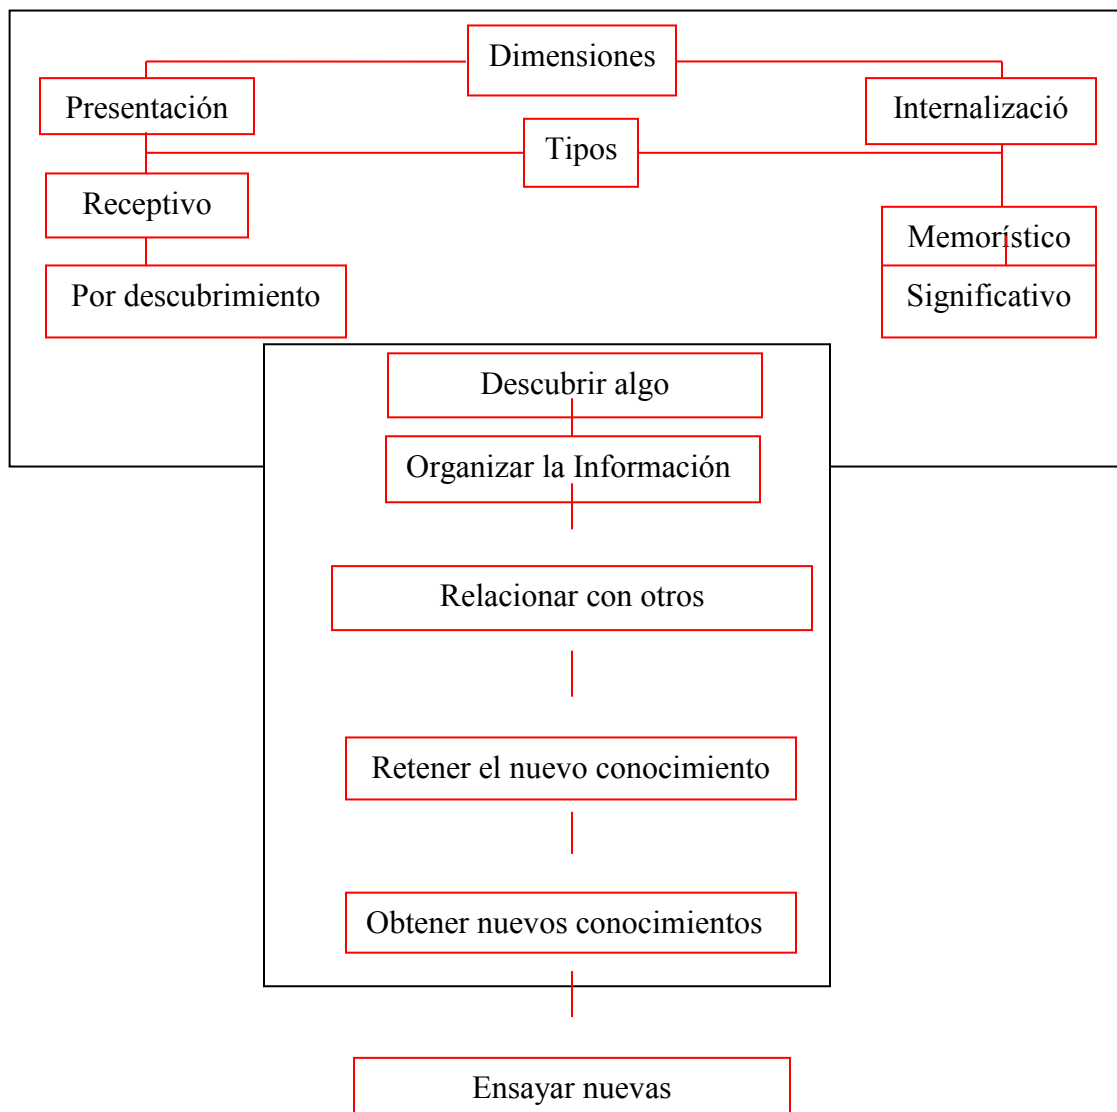 Dimensiones
Presentación
Internalizació
Tipos
Receptivo
Memorístico
Por descubrimiento
Significativo
Descubrir algo
Organizar la Información
Relacionar con otros
Retener el nuevo conocimiento
Obtener nuevos conocimientos
Ensayar nuevas